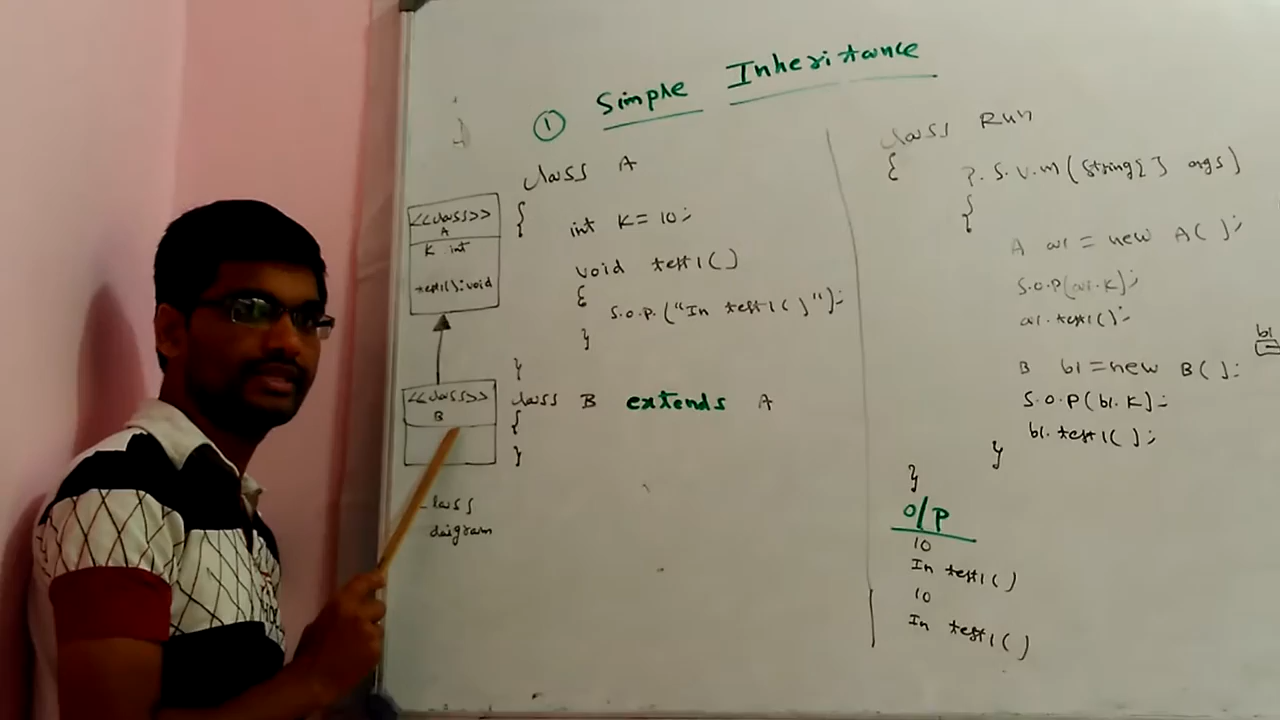 ① Simple Inheritance
class A
{
int K = 10;
void test1()
{
S.O.P.("In test1()");
}
}
class B extends A
{
}
<<class>>
A
K int
test1():void
<<class>>
B
class
daigram
class Run
{
P.S.V.M(String[] args)
{
A a1 = new A();
S.O.P(a1.K);
a1.test1();
B b1 = new B();
S.O.P(b1.K);
b1.test1();
}
}
O/P
10
In test1()
10
In test1()
b1